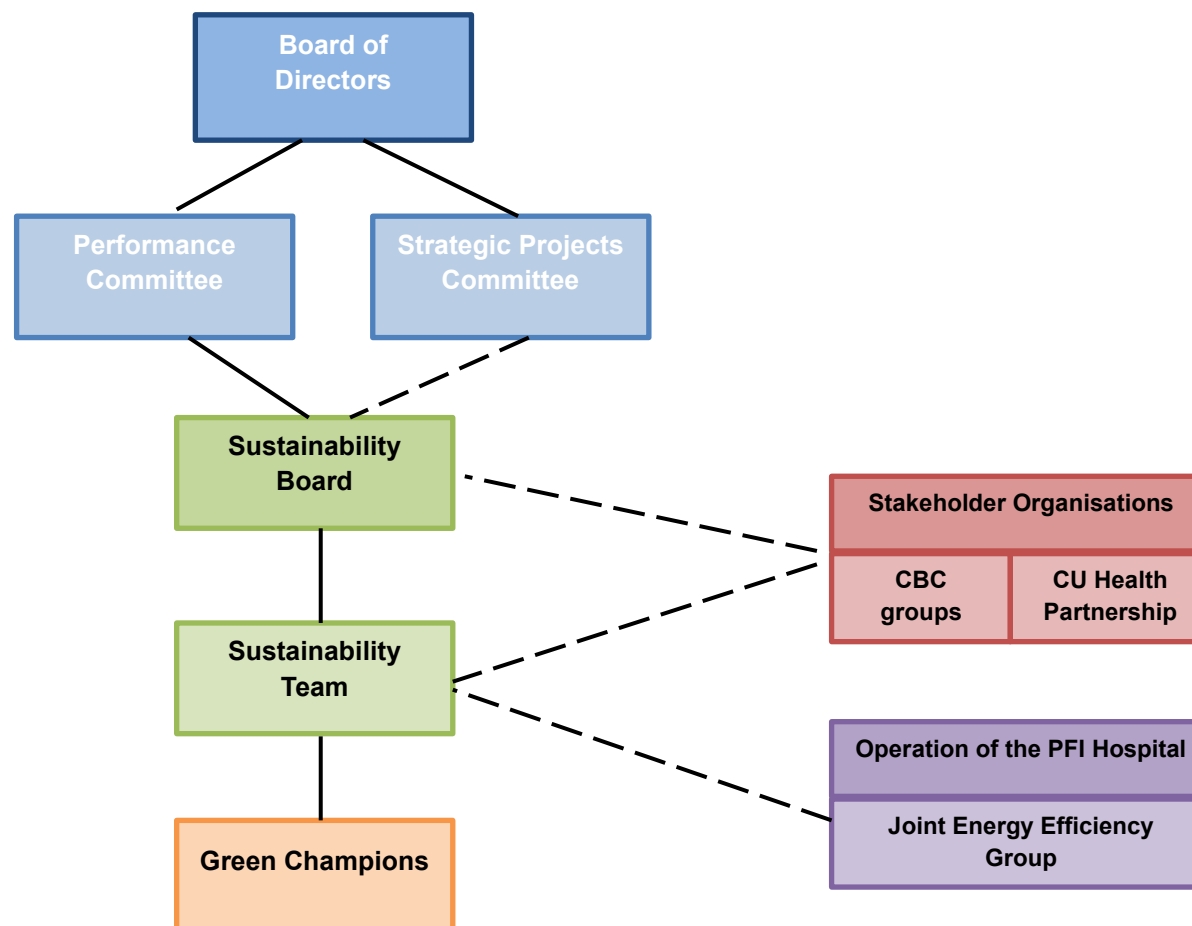 Board of
Directors
Performance
Committee
Strategic Projects
Committee
Sustainability
Board
Stakeholder Organisations
CBC
groups
CU Health
Partnership
Sustainability
Team
Operation of the PFI Hospital
Joint Energy Efficiency
Group
Green Champions